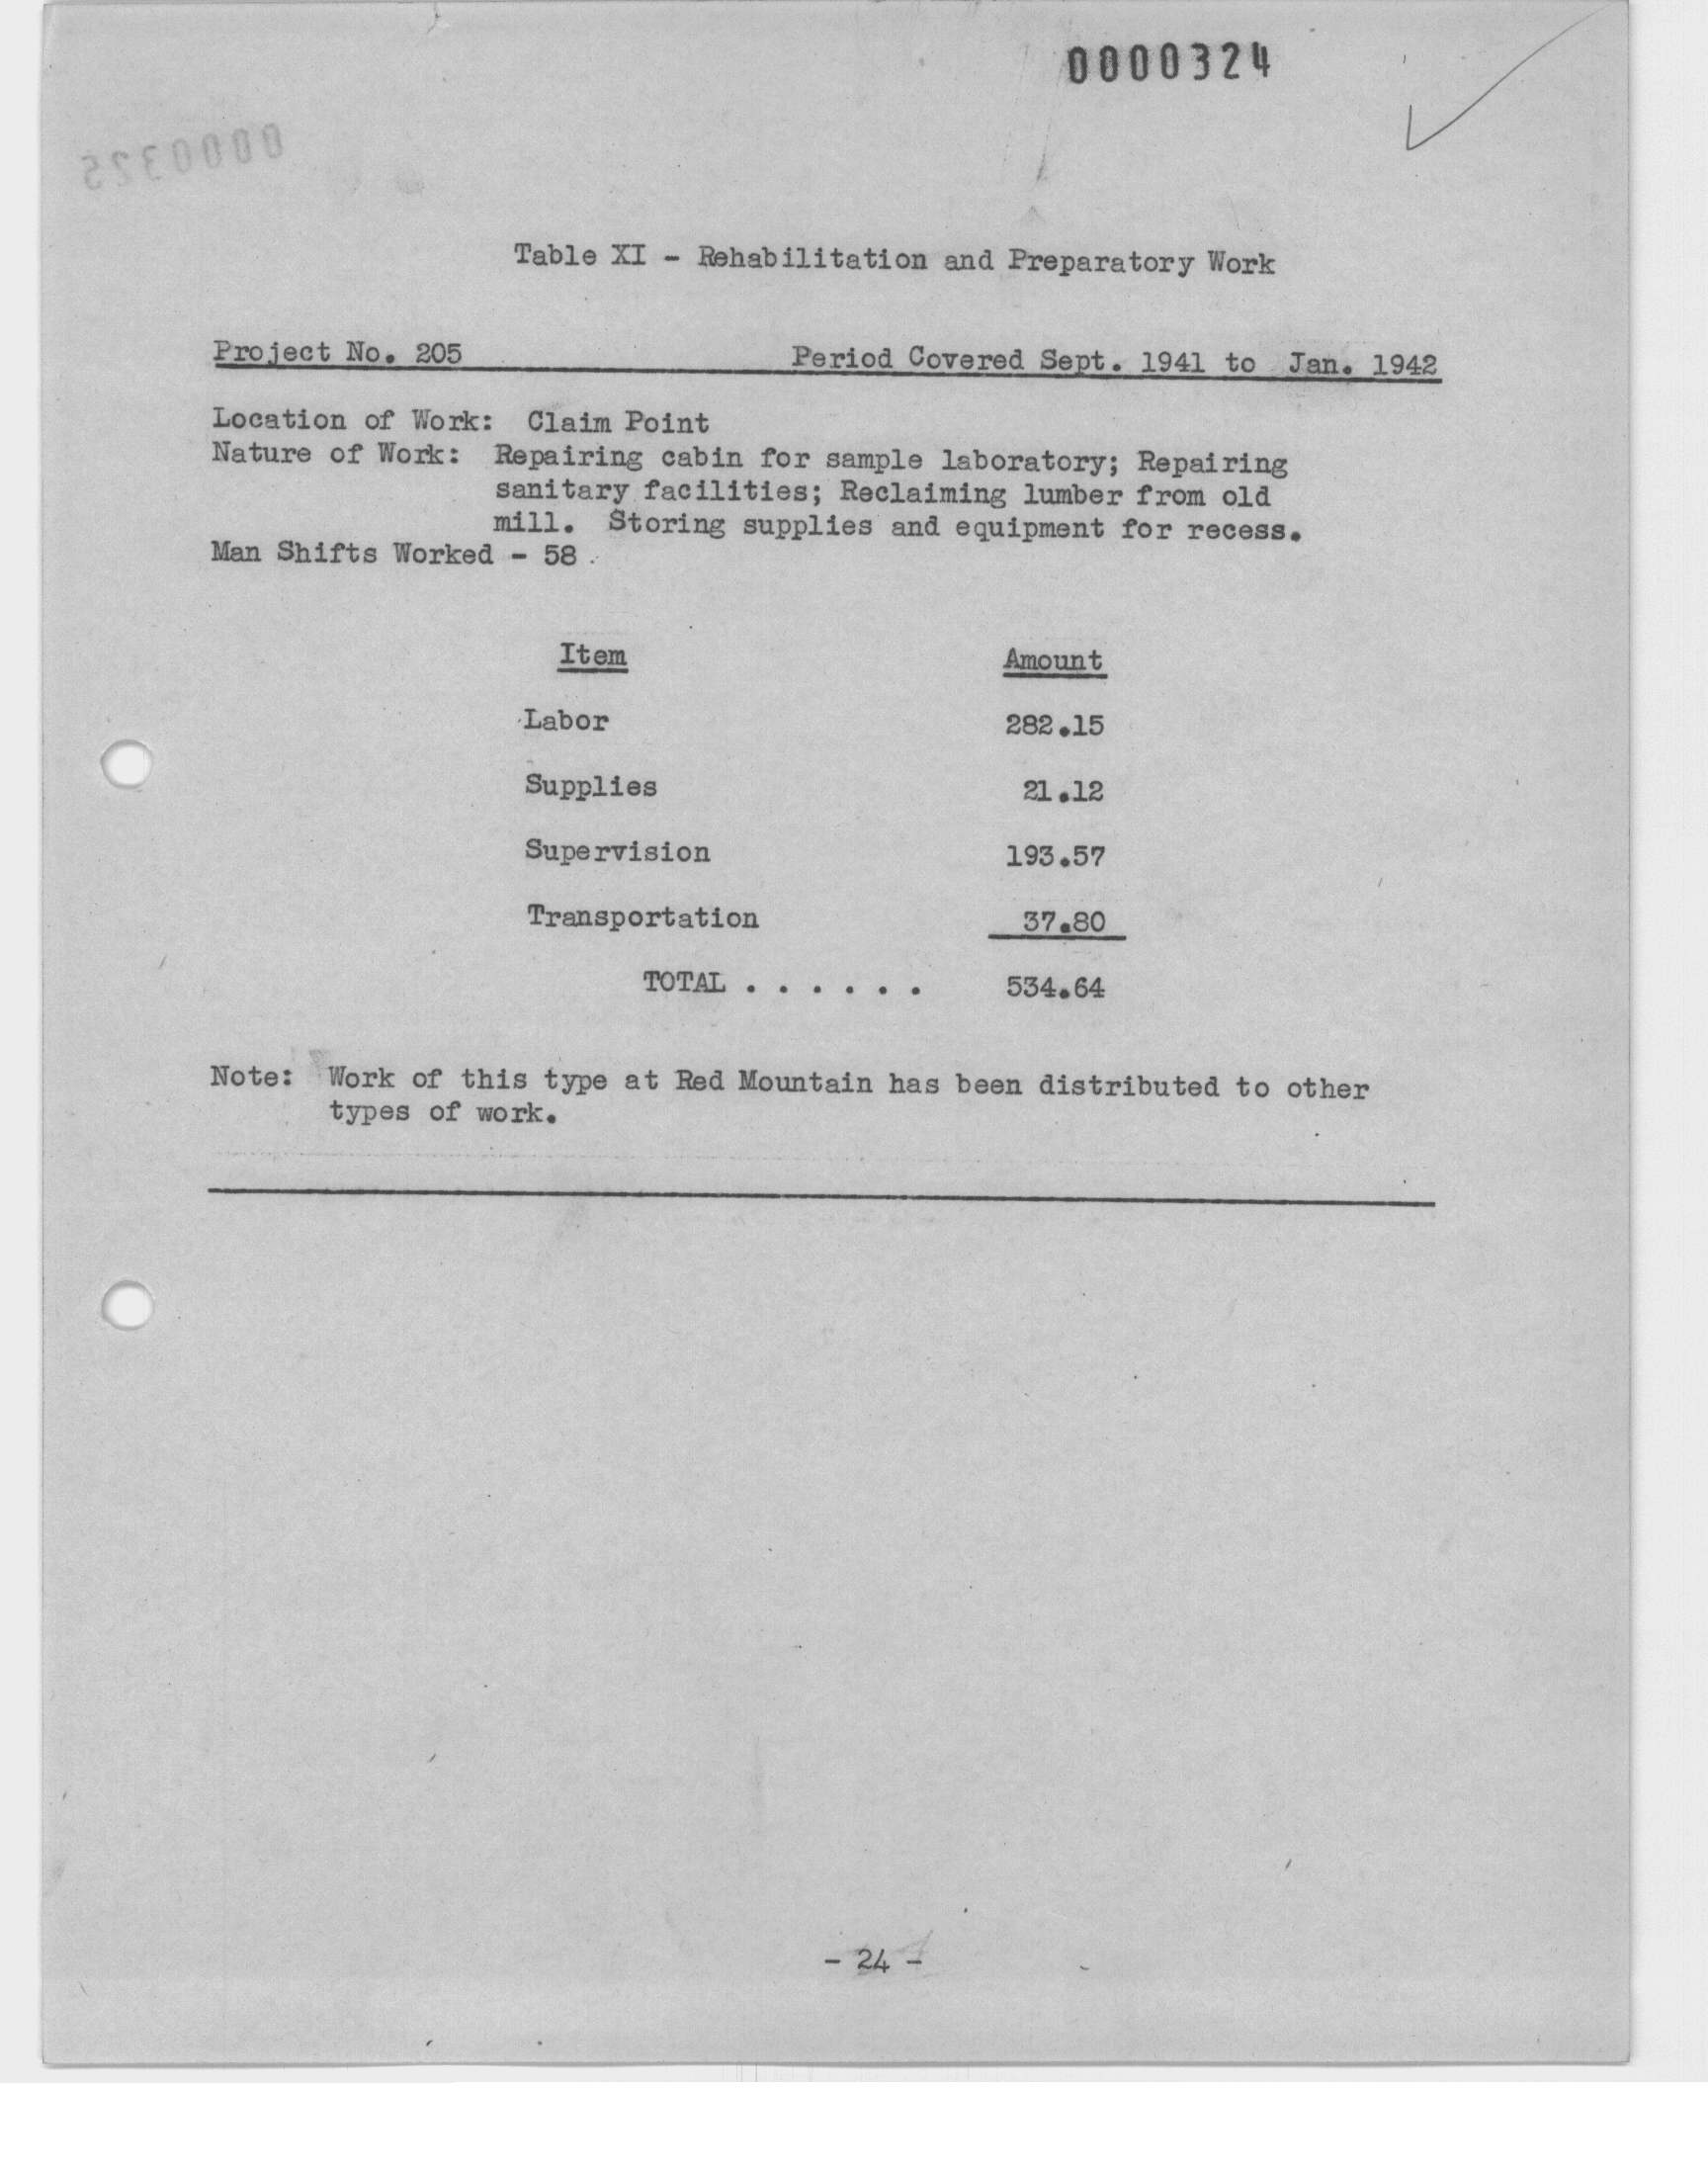 0000324
0000325
Table XI - Rehabilitation and Preparatory Work
Project No. 205 Period Covered Sept. 1941 to Jan. 1942
Location of Work: Claim Point
Nature of Work: Repairing cabin for sample laboratory; Repairing
sanitary facilities; Reclaiming lumber from old
mill. Storing supplies and equipment for recess.
Man Shifts Worked - 58
Item Amount
Labor 282.15
Supplies 21.12
Supervision 193.57
Transportation 37.80
TOTAL . . . . . . 534.64
Note: Work of this type at Red Mountain has been distributed to other
types of work.
- 24 -